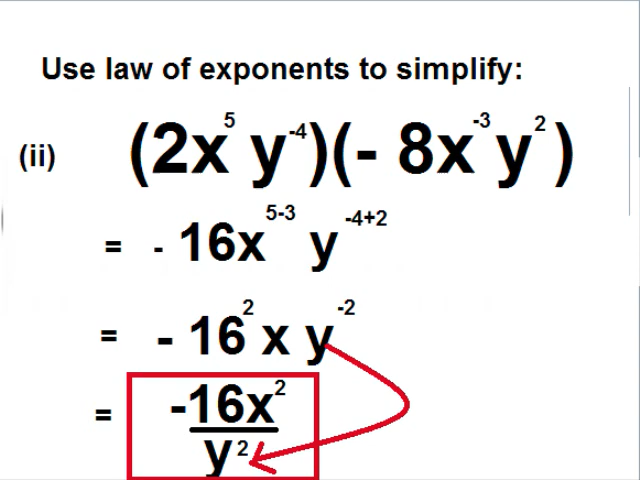 Use law of exponents to simplify:
(ii) (2x⁵ y⁻⁴)(- 8x⁻³ y²)
= - 16x⁵⁻³ y⁻⁴⁺²
= - 16² x y⁻²
= -16x²
y²